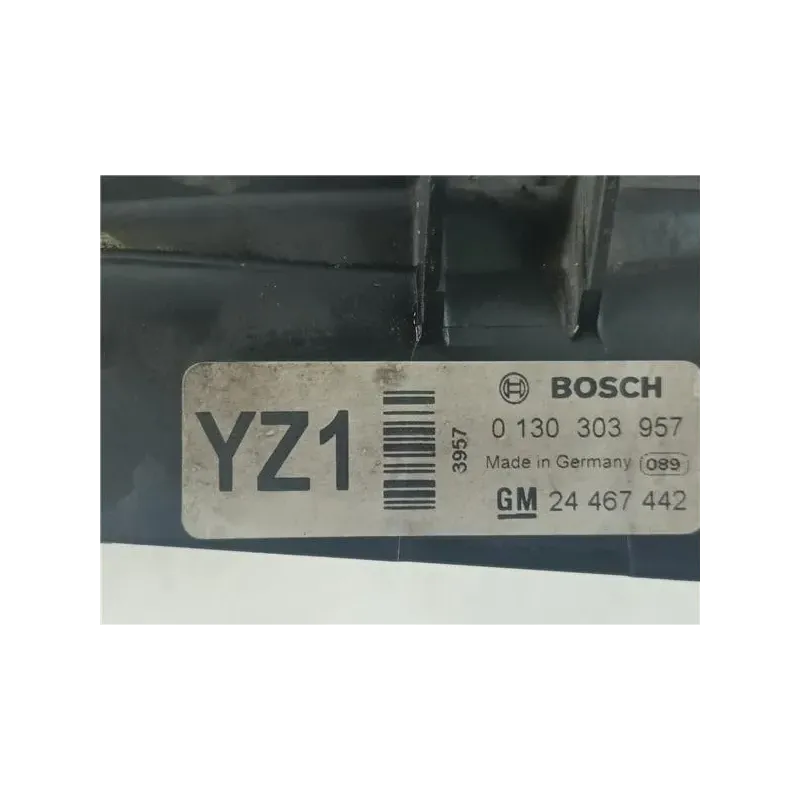 YZ1
3957
BOSCH
0 130 303 957
Made in Germany 089
GM 24 467 442